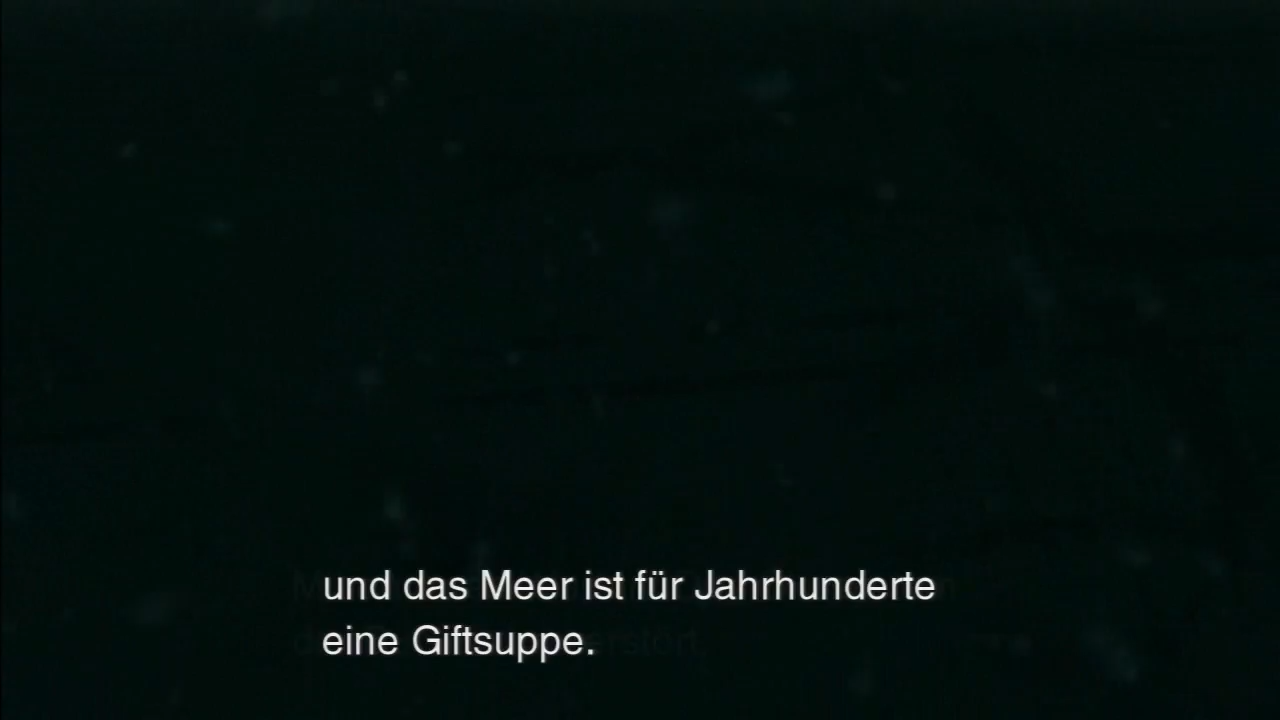 und das Meer ist für Jahrhunderte
eine Giftsuppe.